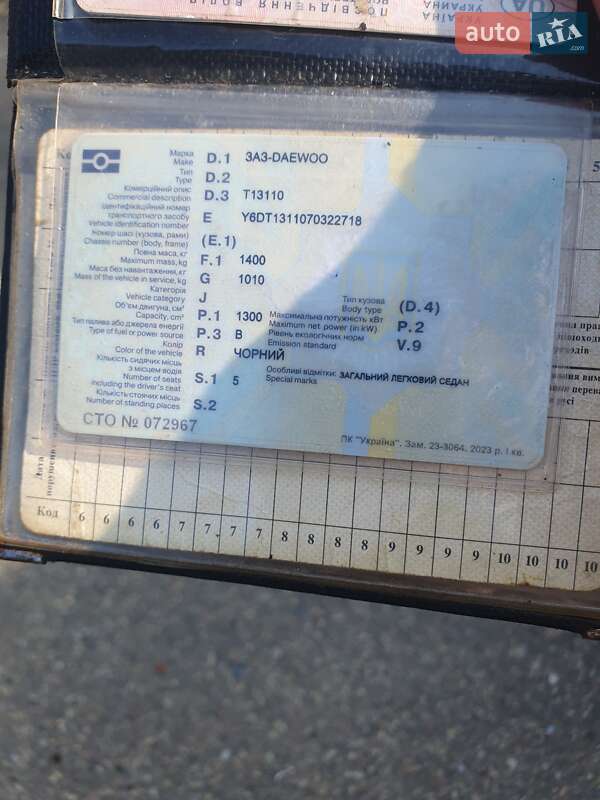 УКРАЇНА
УКРАИНА
UA
auto RIA
.com
Марка
Make D.1 ЗАЗ-DAEWOO
Тип
Type D.2
Комерційний опис
Commercial description D.3 T13110
Ідентифікаційний номер
транспортного засобу
Vehicle identification number E Y6DT1311070322718
Номер шасі (кузова, рами)
Chassis number (body, frame) (E.1)
Повна маса, кг
Maximum mass, kg F.1 1400
Маса без навантаження, кг
Mass of the vehicle in service, kg G 1010
Категорія
Vehicle category J
Тип кузова
Body type (D.4)
Об'єм двигуна, см³
Capacity, cm³ P.1 1300
Максимальна потужність кВт
Maximum net power (in kW) P.2
Тип палива або джерела енергії
Type of fuel or power source P.3 B
Рівень екологічних норм
Emission standard V.9
Колір
Color of the vehicle R ЧОРНИЙ
Кількість сидячих місць
з місцем водія
Number of seats
including the driver's seat S.1 5
Особливі відмітки: ЗАГАЛЬНИЙ ЛЕГКОВИЙ СЕДАН
Special marks
Кількість стоячих місць
Number of standing places S.2
СТО № 072967
ПК "Україна". Зам. 23-3064. 2023 р. І кв.
Дата
порушень
Код 6 6 6 6 7 7 7 7 8 8 8 8 9 9 9 9 10 10 10 10